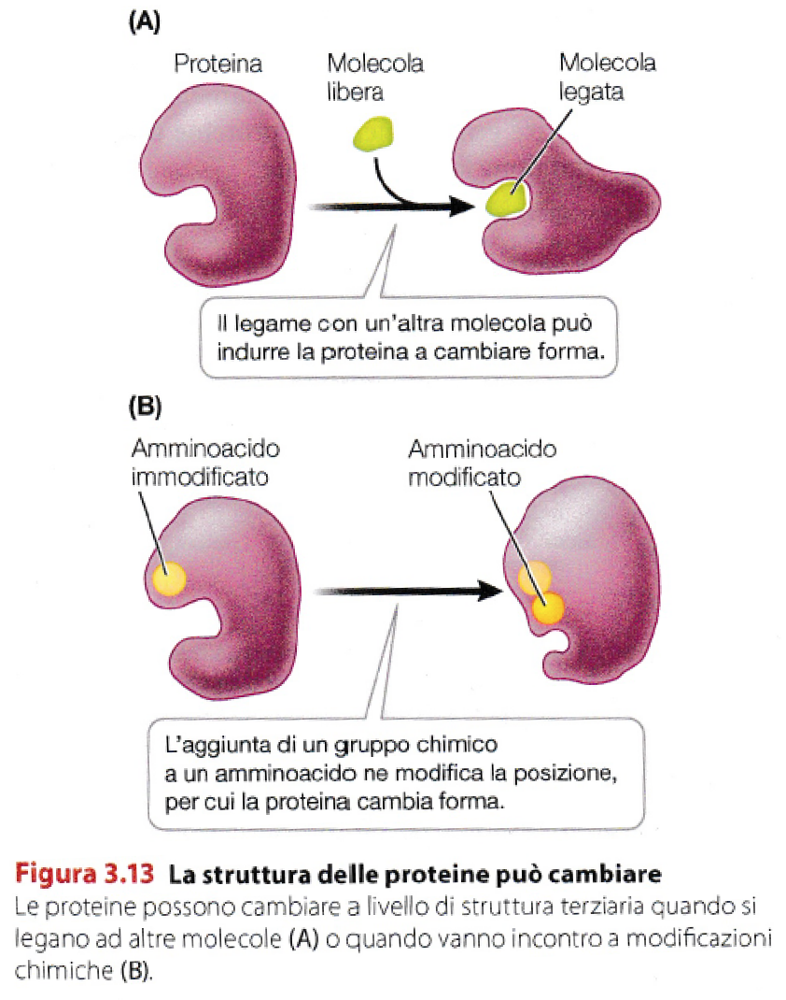 (A)
Proteina
Molecola
libera
Molecola
legata
Il legame con un'altra molecola può
indurre la proteina a cambiare forma.
(B)
Amminoacido
immodificato
Amminoacido
modificato
L'aggiunta di un gruppo chimico
a un amminoacido ne modifica la posizione,
per cui la proteina cambia forma.
Figura 3.13 La struttura delle proteine può cambiare
Le proteine possono cambiare a livello di struttura terziaria quando si
legano ad altre molecole (A) o quando vanno incontro a modificazioni
chimiche (B).